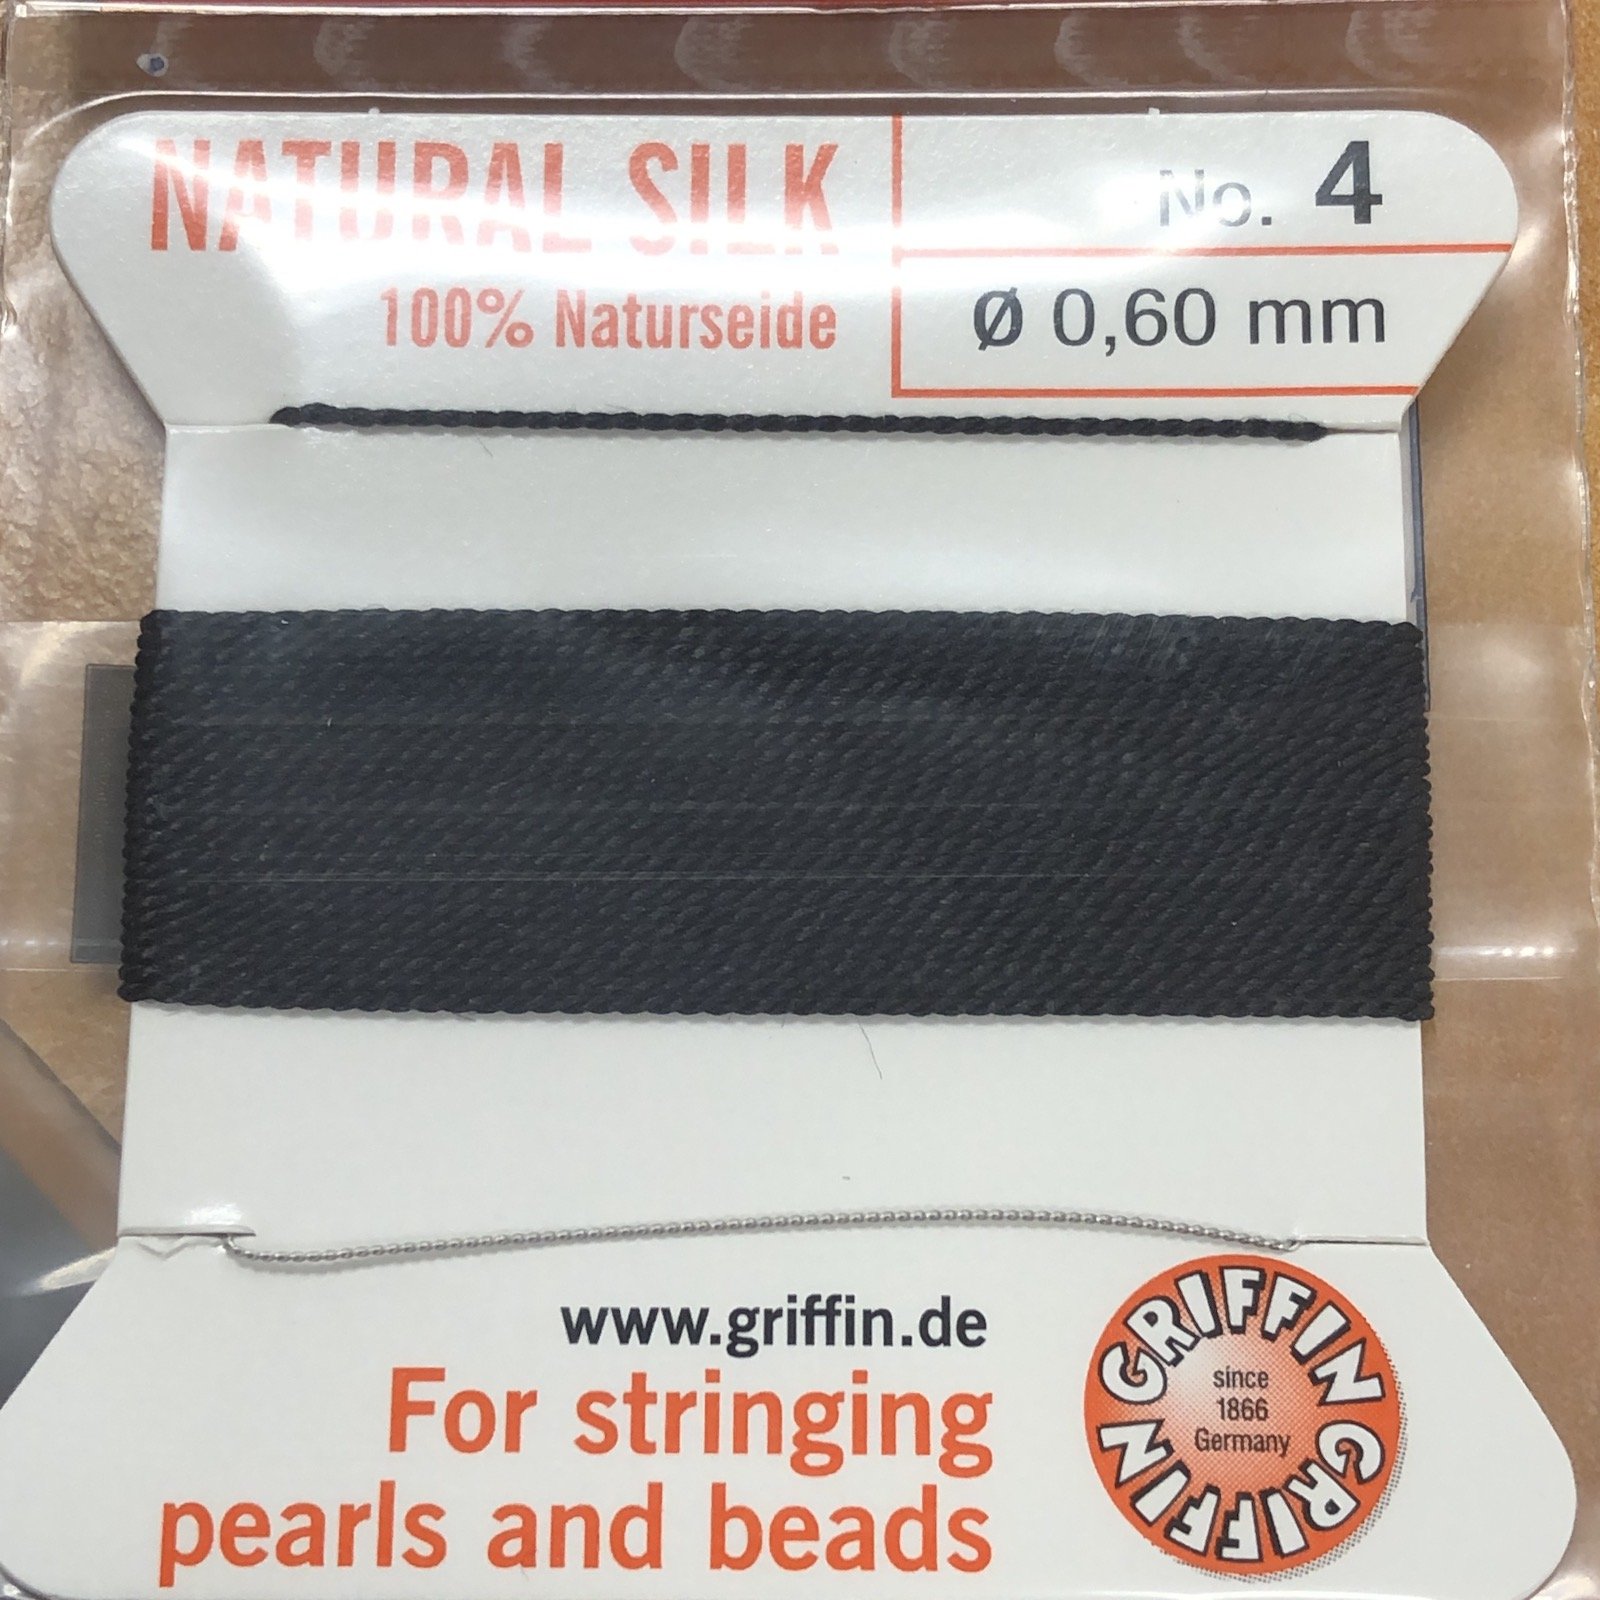 NATURAL SILK
No. 4
100% Naturseide
Ø 0,60 mm
www.griffin.de
For stringing
pearls and beads
GRIFFIN GRIFFIN
since
1866
Germany